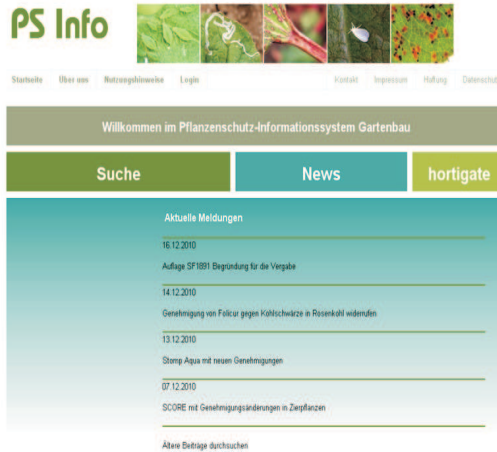 PS Info
Startseite Über uns Nutzungshinweise Login Kontakt Impressum Haftung Datenschutz
Willkommen im Pflanzenschutz-Informationssystem Gartenbau
Suche News hortigate
Aktuelle Meldungen
16.12.2010
Auflage SF1891 Begründung für die Vergabe
14.12.2010
Genehmigung von Folicur gegen Kohlschwärze in Rosenkohl widerrufen
13.12.2010
Stomp Aqua mit neuen Genehmigungen
07.12.2010
SCORE mit Genehmigungsänderungen in Zierpflanzen
Ältere Beiträge durchsuchen